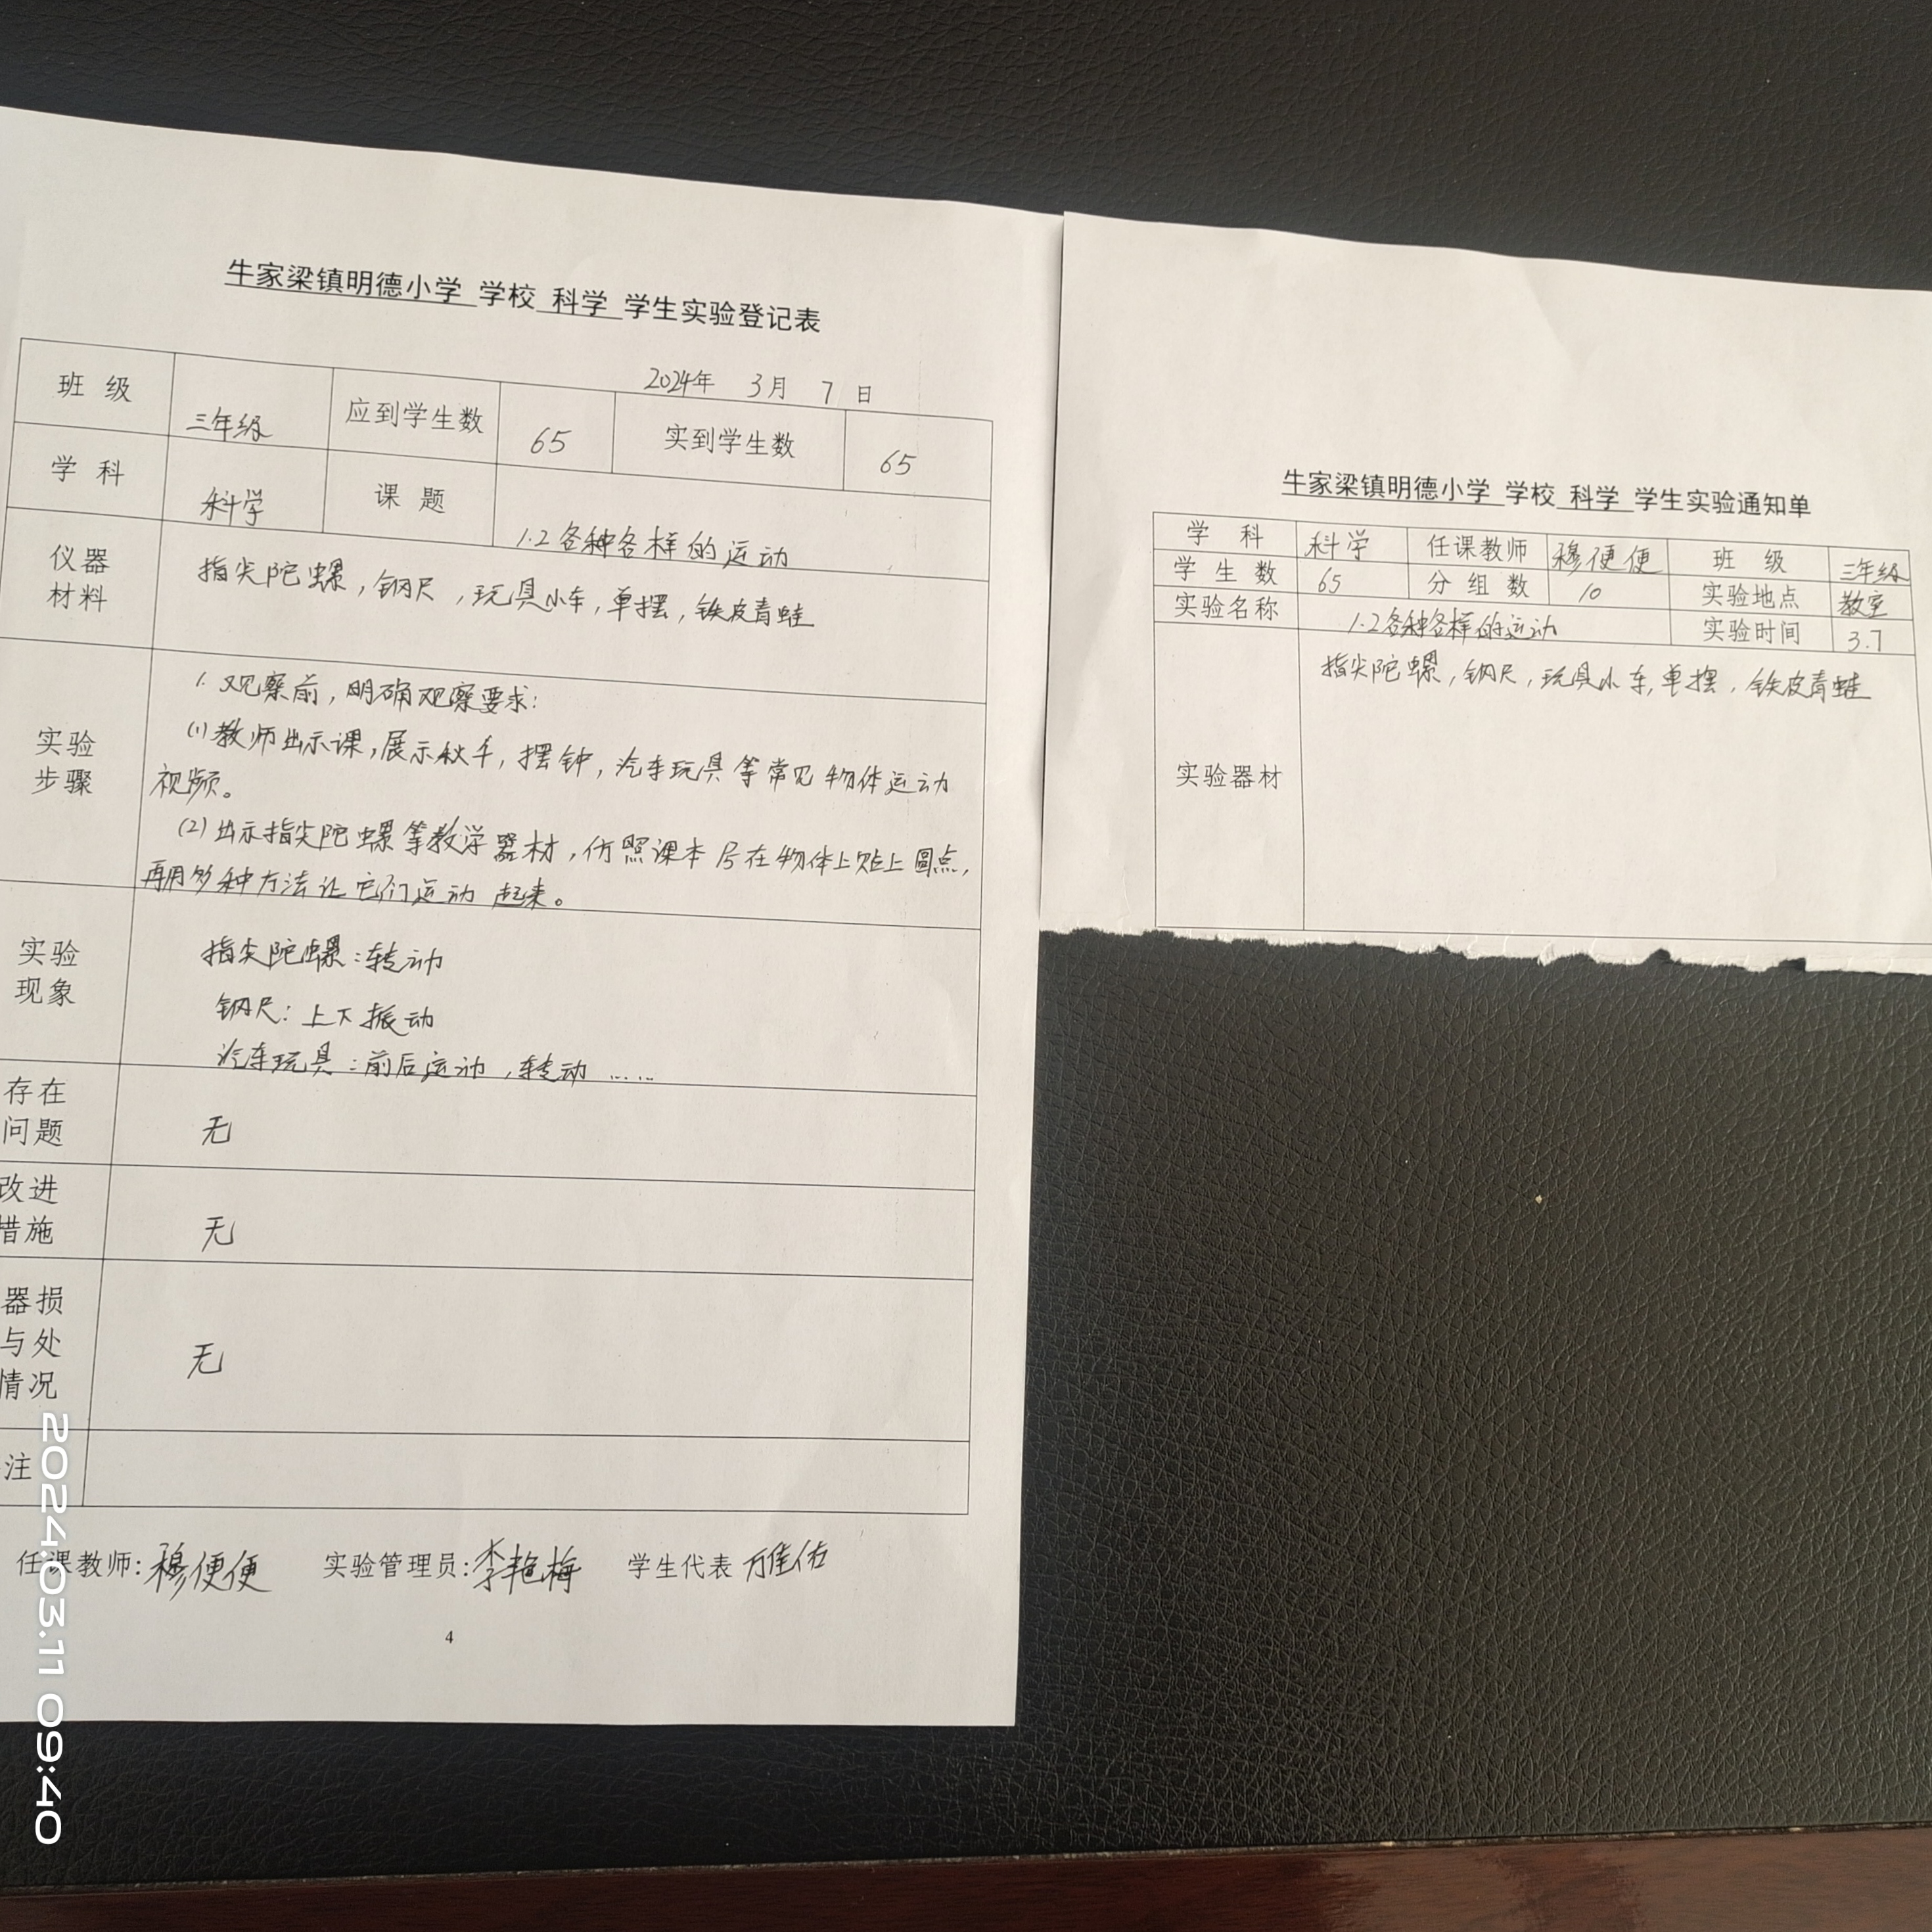 牛家梁镇明德小学 学校 科学 学生实验登记表
2024年 3月 7 日
班 级 三年级 应到学生数 65 实到学生数 65
学 科 科学 课 题 1.2各种各样的运动
仪器
材料
指尖陀螺，钢尺，玩具小车，单摆，铁皮青蛙
实验
步骤
1. 观察前，明确观察要求：
(1)教师出示课，展示秋千，摆钟，汽车玩具等常见物体运动
视频。
(2)出示指尖陀螺等教学器材，仿照课本 在物体上贴上圆点，
再用多种方法让它们运动起来。
实验
现象
指尖陀螺：转动
钢尺：上下振动
汽车玩具：前后运动，转动……
存在
问题
无
改进
措施
无
器损
与处
情况
无
注
任课教师：穆便便 实验管理员：李艳梅 学生代表 万佳佑
4
牛家梁镇明德小学 学校 科学 学生实验通知单
学 科 科学 任课教师 穆便便 班 级 三年级
学 生 数 65 分 组 数 10 实验地点 教室
实验名称 1.2各种各样的运动 实验时间 3.7
实验器材 指尖陀螺，钢尺，玩具小车，单摆，铁皮青蛙
2024.03.11 09:40